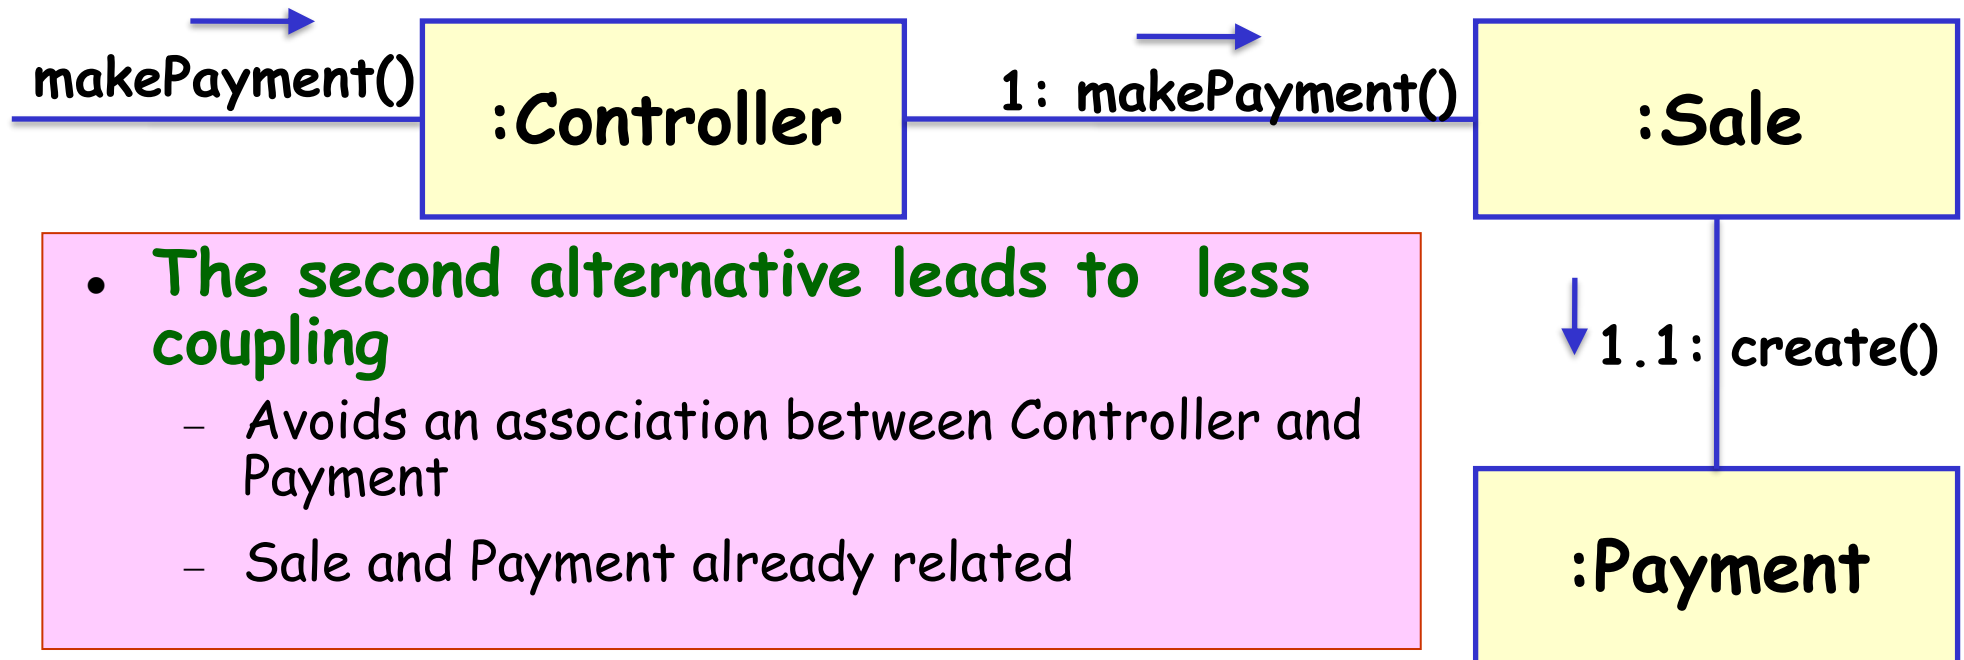 makePayment()
:Controller
1: makePayment()
:Sale
• The second alternative leads to less
coupling
– Avoids an association between Controller and
Payment
– Sale and Payment already related
1.1: create()
:Payment